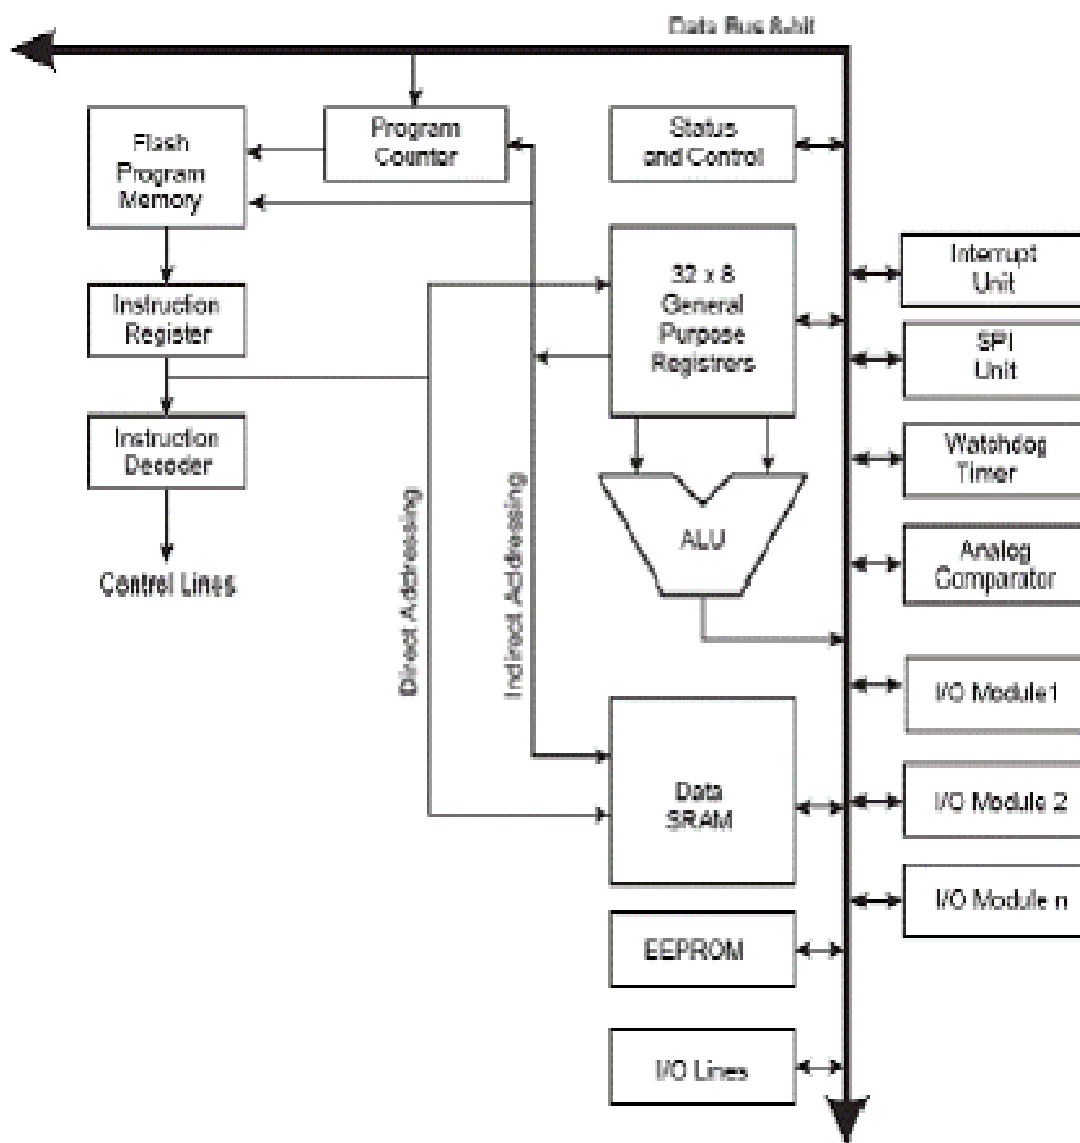 Data Bus 8-bit
Flash
Program
Memory
Program
Counter
Status
and Control
Interrupt
Unit
32 x 8
General
Purpose
Registrers
Instruction
Register
SPI
Unit
Instruction
Decoder
Watchdog
Timer
ALU
Analog
Comparator
Control Lines
Direct Addressing
Indirect Addressing
I/O Module1
Data
SRAM
I/O Module 2
I/O Module n
EEPROM
I/O Lines